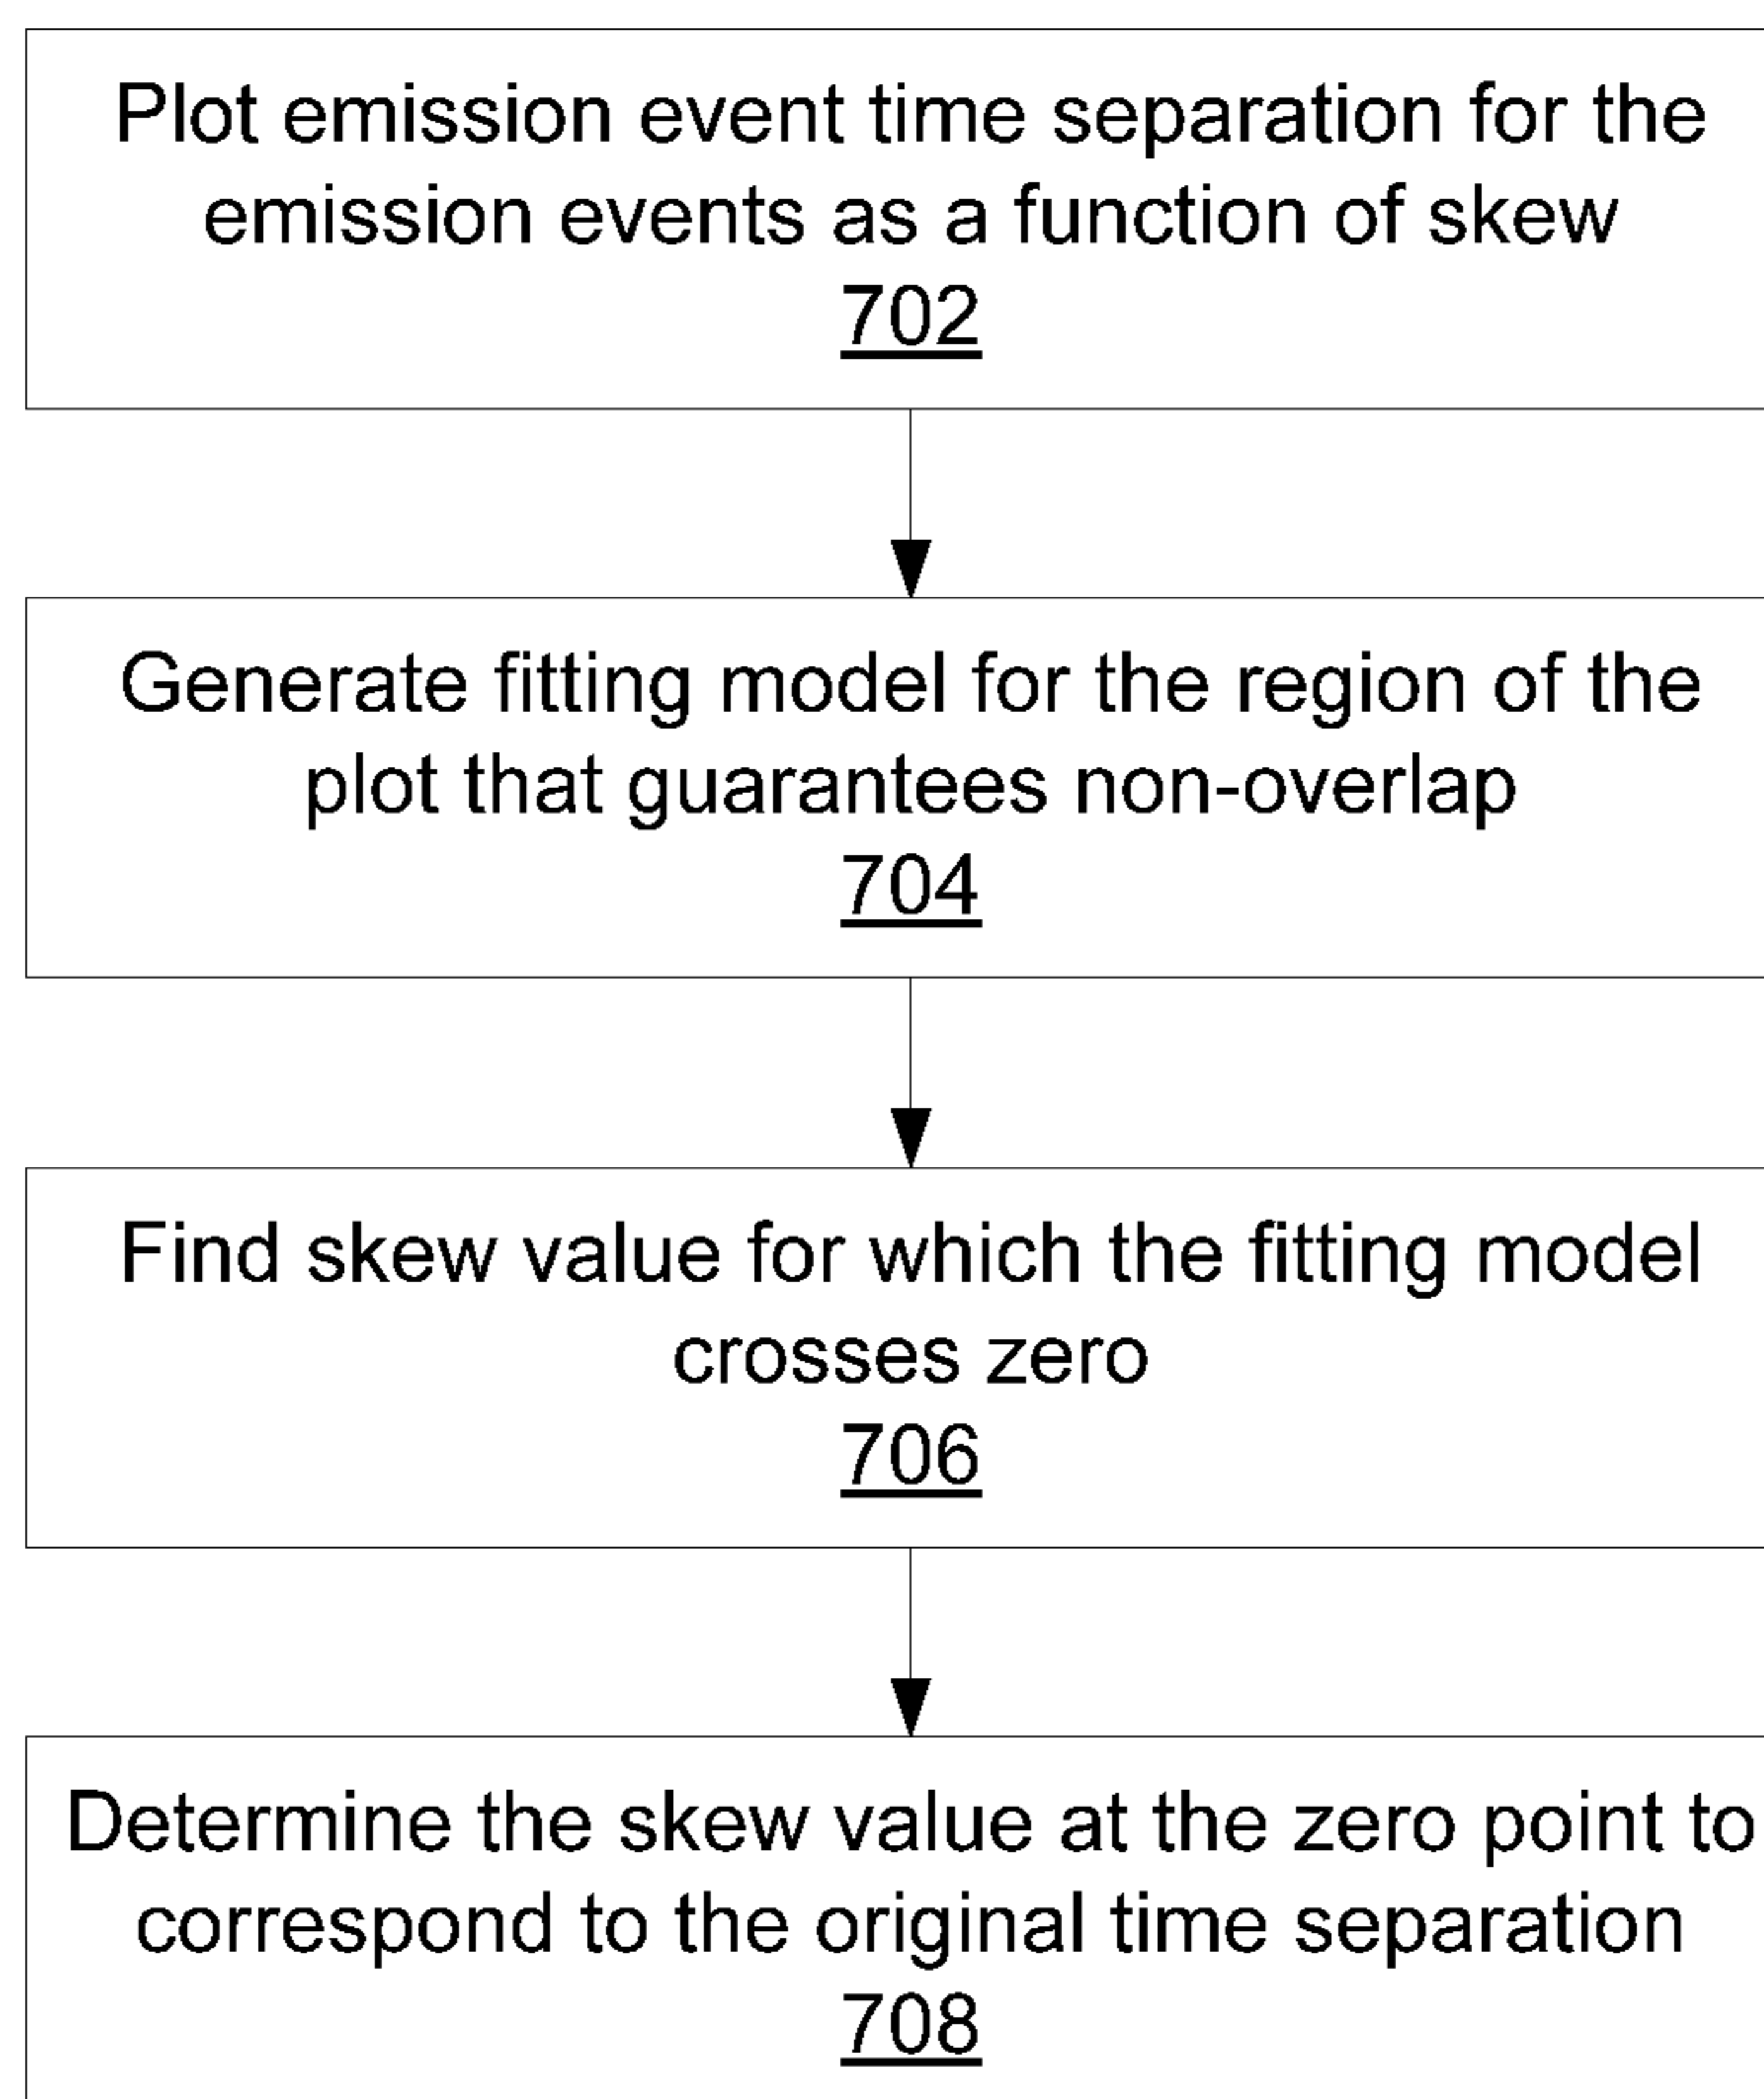 Plot emission event time separation for the
emission events as a function of skew
702
Generate fitting model for the region of the
plot that guarantees non-overlap
704
Find skew value for which the fitting model
crosses zero
706
Determine the skew value at the zero point to
correspond to the original time separation
708